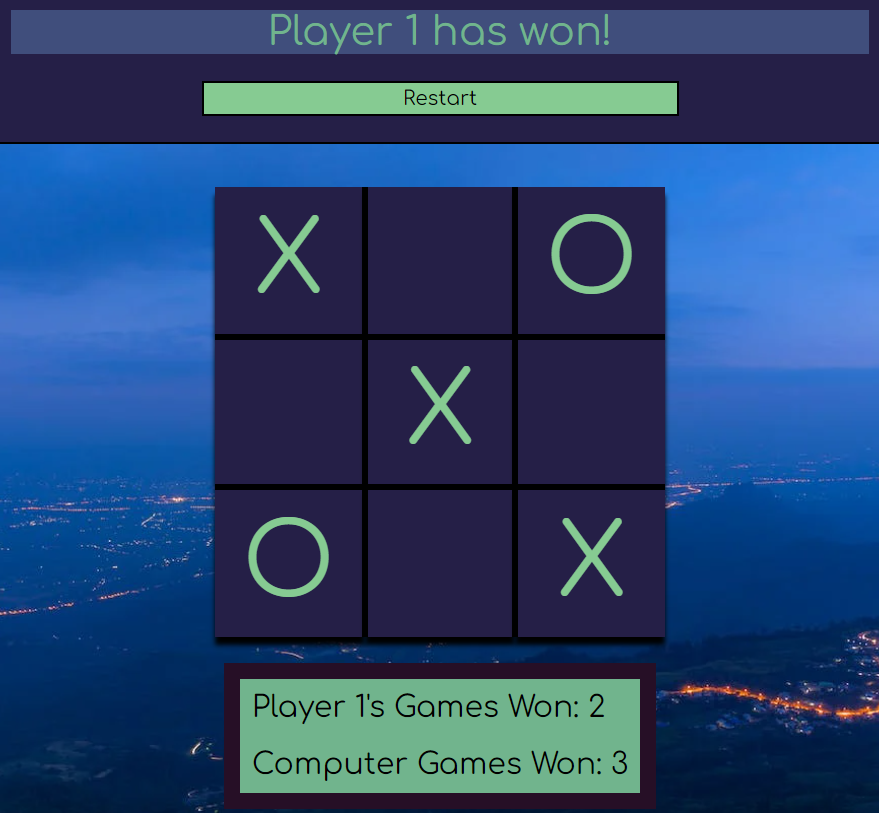 Player 1 has won!
Restart
X O
X
O X
Player 1's Games Won: 2
Computer Games Won: 3